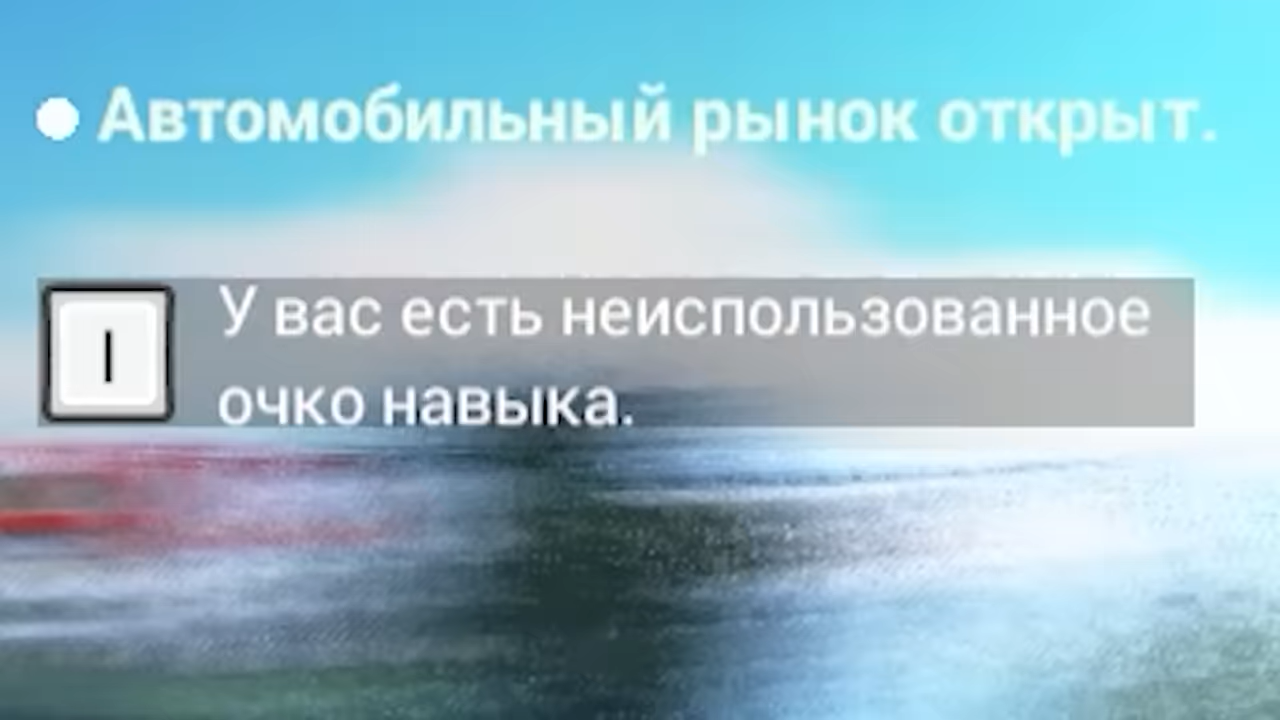 Автомобильный рынок открыт.
I У вас есть неиспользованное
очко навыка.